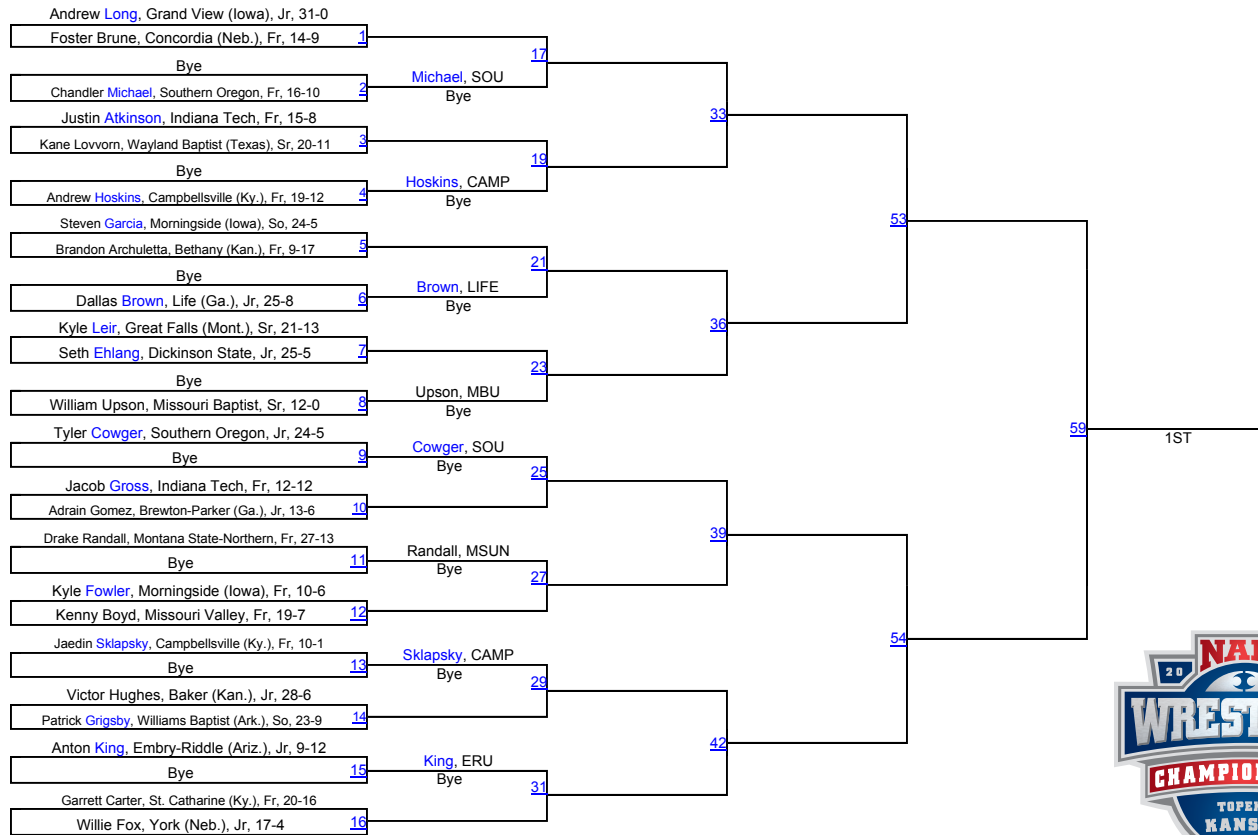 Andrew Long, Grand View (Iowa), Jr, 31-0
Foster Brune, Concordia (Neb.), Fr, 14-9
1
17
Bye
Chandler Michael, Southern Oregon, Fr, 16-10
2
Michael, SOU
Bye
33
Justin Atkinson, Indiana Tech, Fr, 15-8
Kane Lovvorn, Wayland Baptist (Texas), Sr, 20-11
3
19
Bye
Andrew Hoskins, Campbellsville (Ky.), Fr, 19-12
4
Hoskins, CAMP
Bye
53
Steven Garcia, Morningside (Iowa), So, 24-5
Brandon Archuletta, Bethany (Kan.), Fr, 9-17
5
21
Bye
Dallas Brown, Life (Ga.), Jr, 25-8
6
Brown, LIFE
Bye
36
Kyle Leir, Great Falls (Mont.), Sr, 21-13
Seth Ehlang, Dickinson State, Jr, 25-5
7
23
Bye
William Upson, Missouri Baptist, Sr, 12-0
8
Upson, MBU
Bye
59
1ST
Tyler Cowger, Southern Oregon, Jr, 24-5
Bye
9
Cowger, SOU
Bye
25
Jacob Gross, Indiana Tech, Fr, 12-12
Adrain Gomez, Brewton-Parker (Ga.), Jr, 13-6
10
39
Drake Randall, Montana State-Northern, Fr, 27-13
Bye
11
Randall, MSUN
Bye
27
Kyle Fowler, Morningside (Iowa), Fr, 10-6
Kenny Boyd, Missouri Valley, Fr, 19-7
12
54
Jaedin Sklapsky, Campbellsville (Ky.), Fr, 10-1
Bye
13
Sklapsky, CAMP
Bye
29
Victor Hughes, Baker (Kan.), Jr, 28-6
Patrick Grigsby, Williams Baptist (Ark.), So, 23-9
14
42
Anton King, Embry-Riddle (Ariz.), Jr, 9-12
Bye
15
King, ERU
Bye
31
Garrett Carter, St. Catharine (Ky.), Fr, 20-16
Willie Fox, York (Neb.), Jr, 17-4
16
20